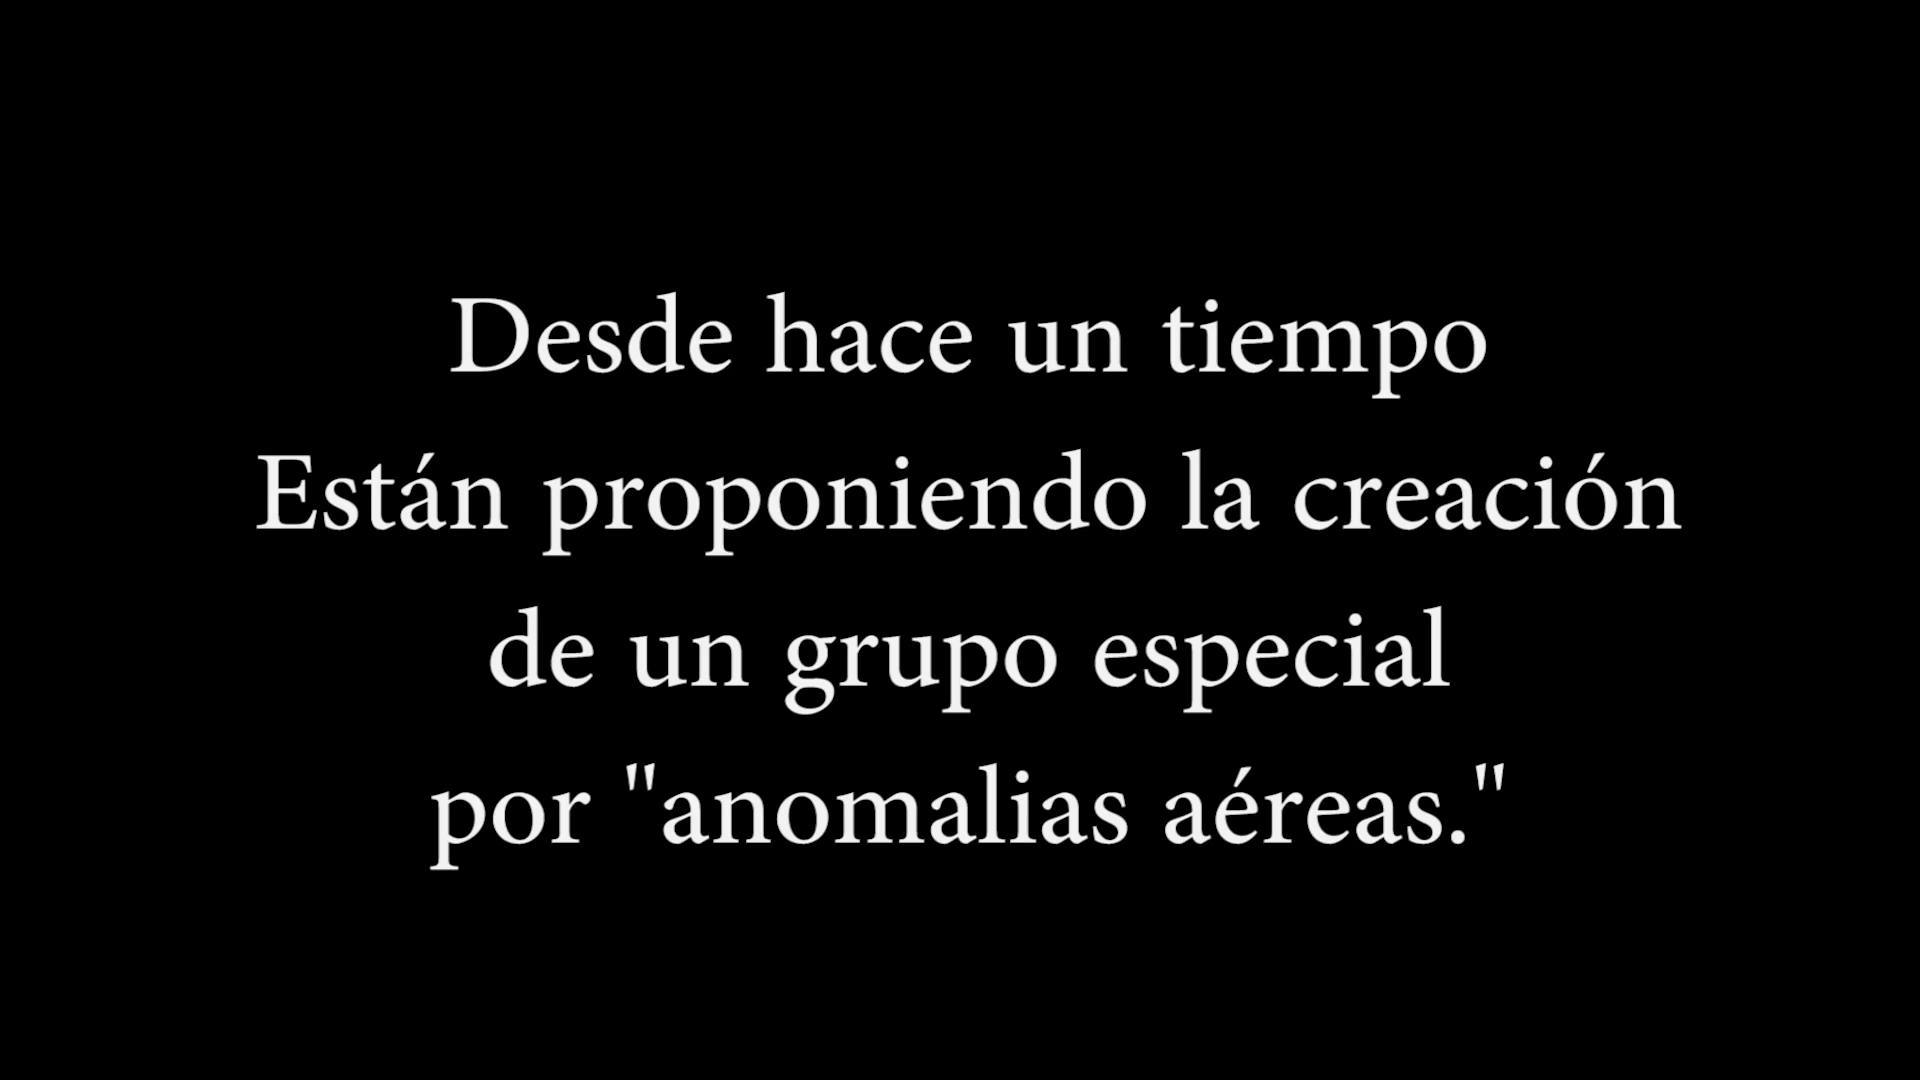 Desde hace un tiempo
Están proponiendo la creación
de un grupo especial
por "anomalias aéreas."